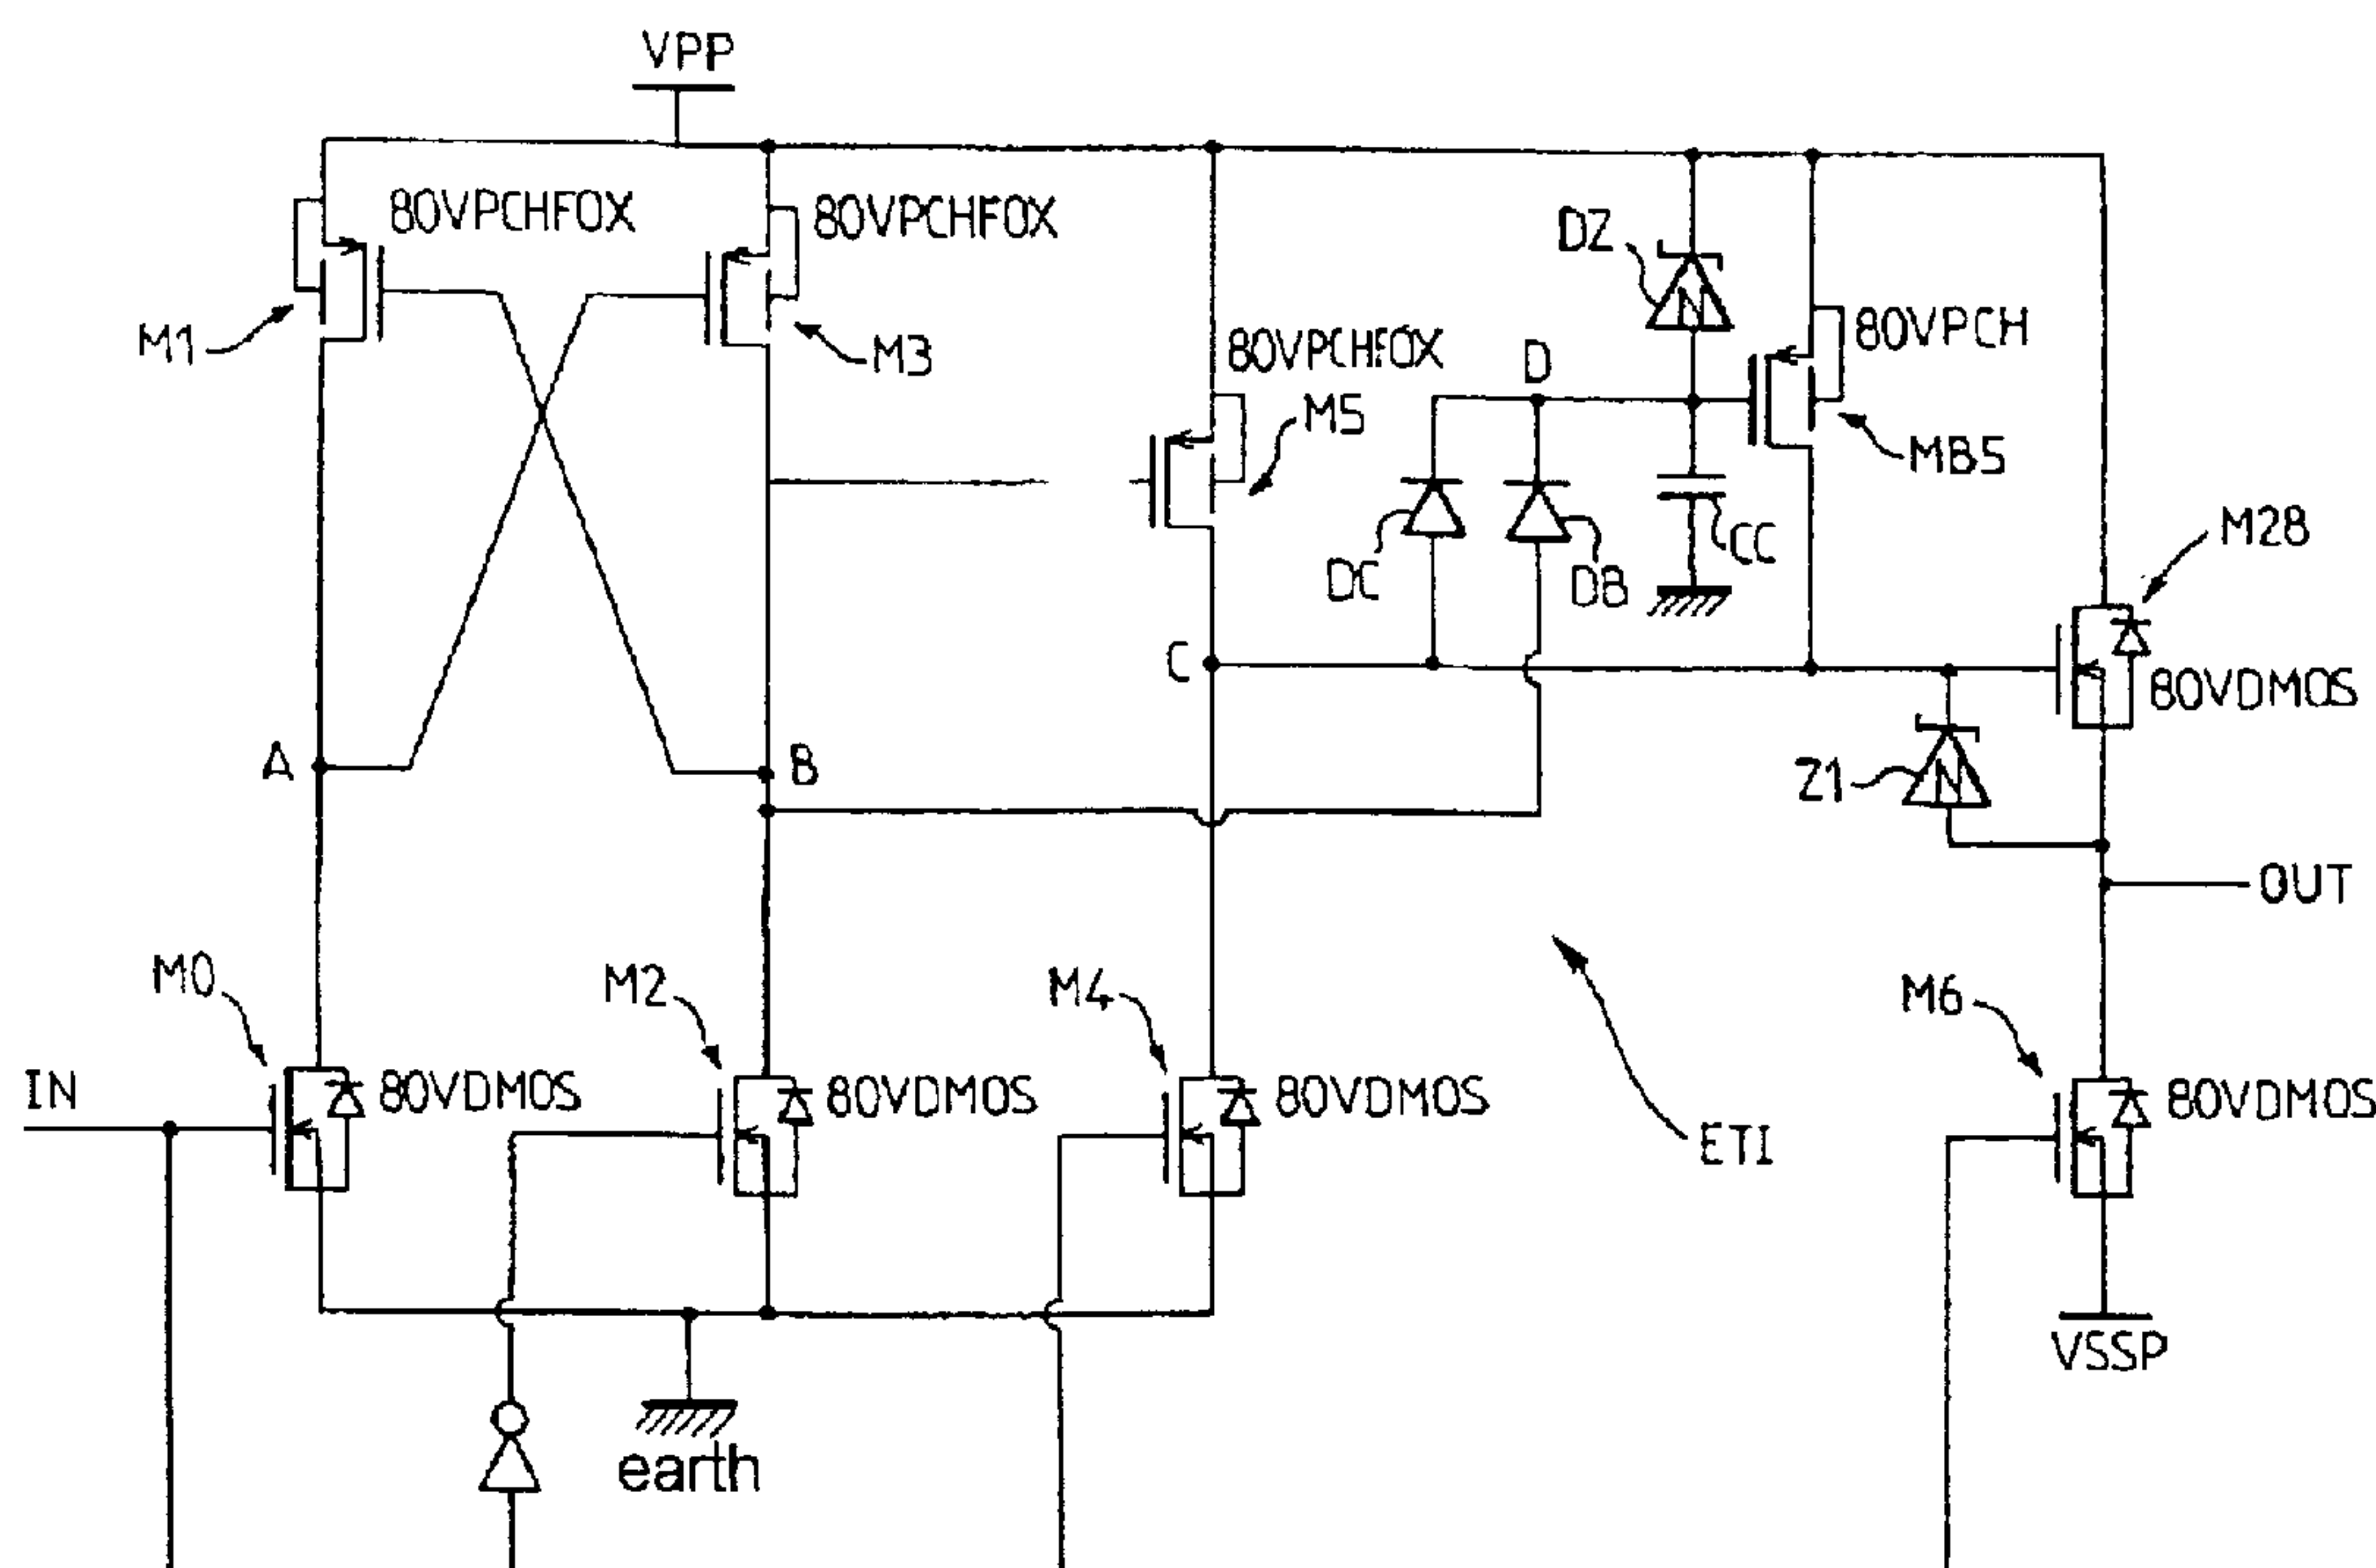 VPP
80VPCHFOX
80VPCHFOX
DZ
80VPCH
M1
M3
80VPCHFOX
D
M5
MB5
M28
CC
DC
DB
C
80VDMOS
A
B
Z1
OUT
M0
M2
M4
M6
IN
80VDMOS
80VDMOS
80VDMOS
80VDMOS
ETI
VSSP
earth